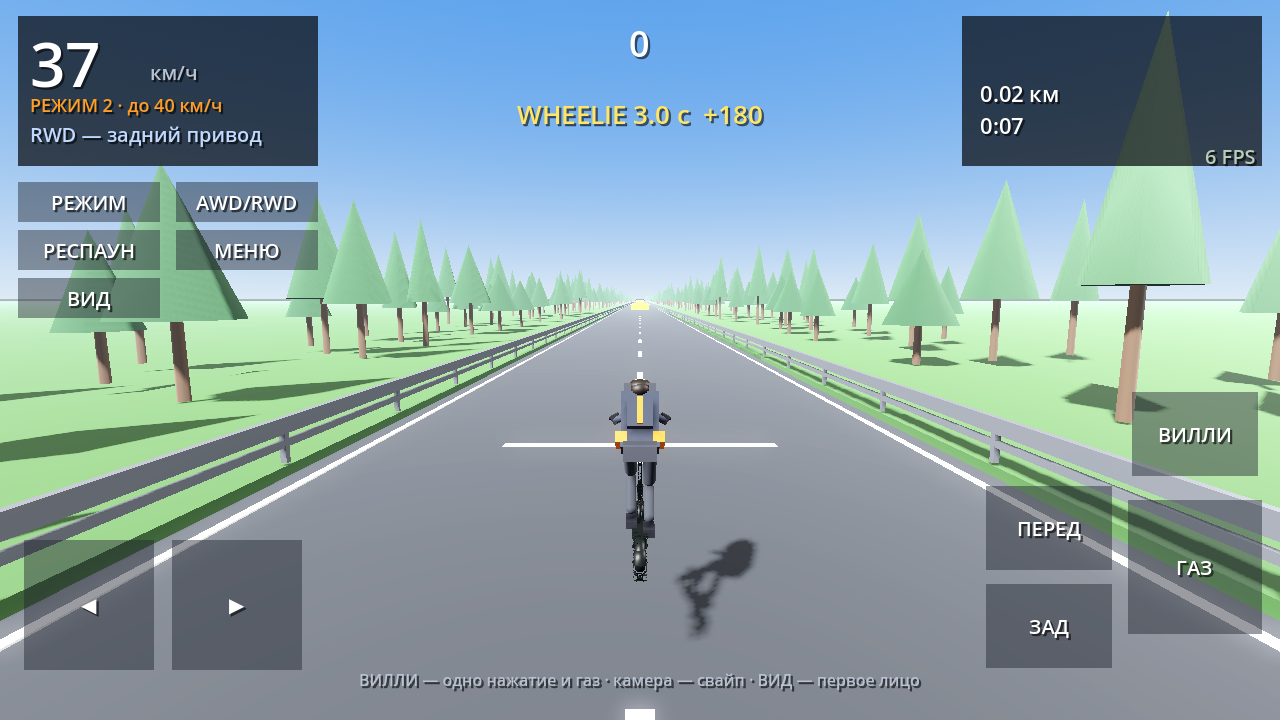 37 км/ч
РЕЖИМ 2 · до 40 км/ч
RWD — задний привод
0
WHEELIE 3.0 с +180
0.02 км
0:07
6 FPS
РЕЖИМ
AWD/RWD
РЕСПАУН
МЕНЮ
ВИД
ВИЛЛИ
ПЕРЕД
ГАЗ
ЗАД
◄
►
ВИЛЛИ — одно нажатие и газ · камера — свайп · ВИД — первое лицо